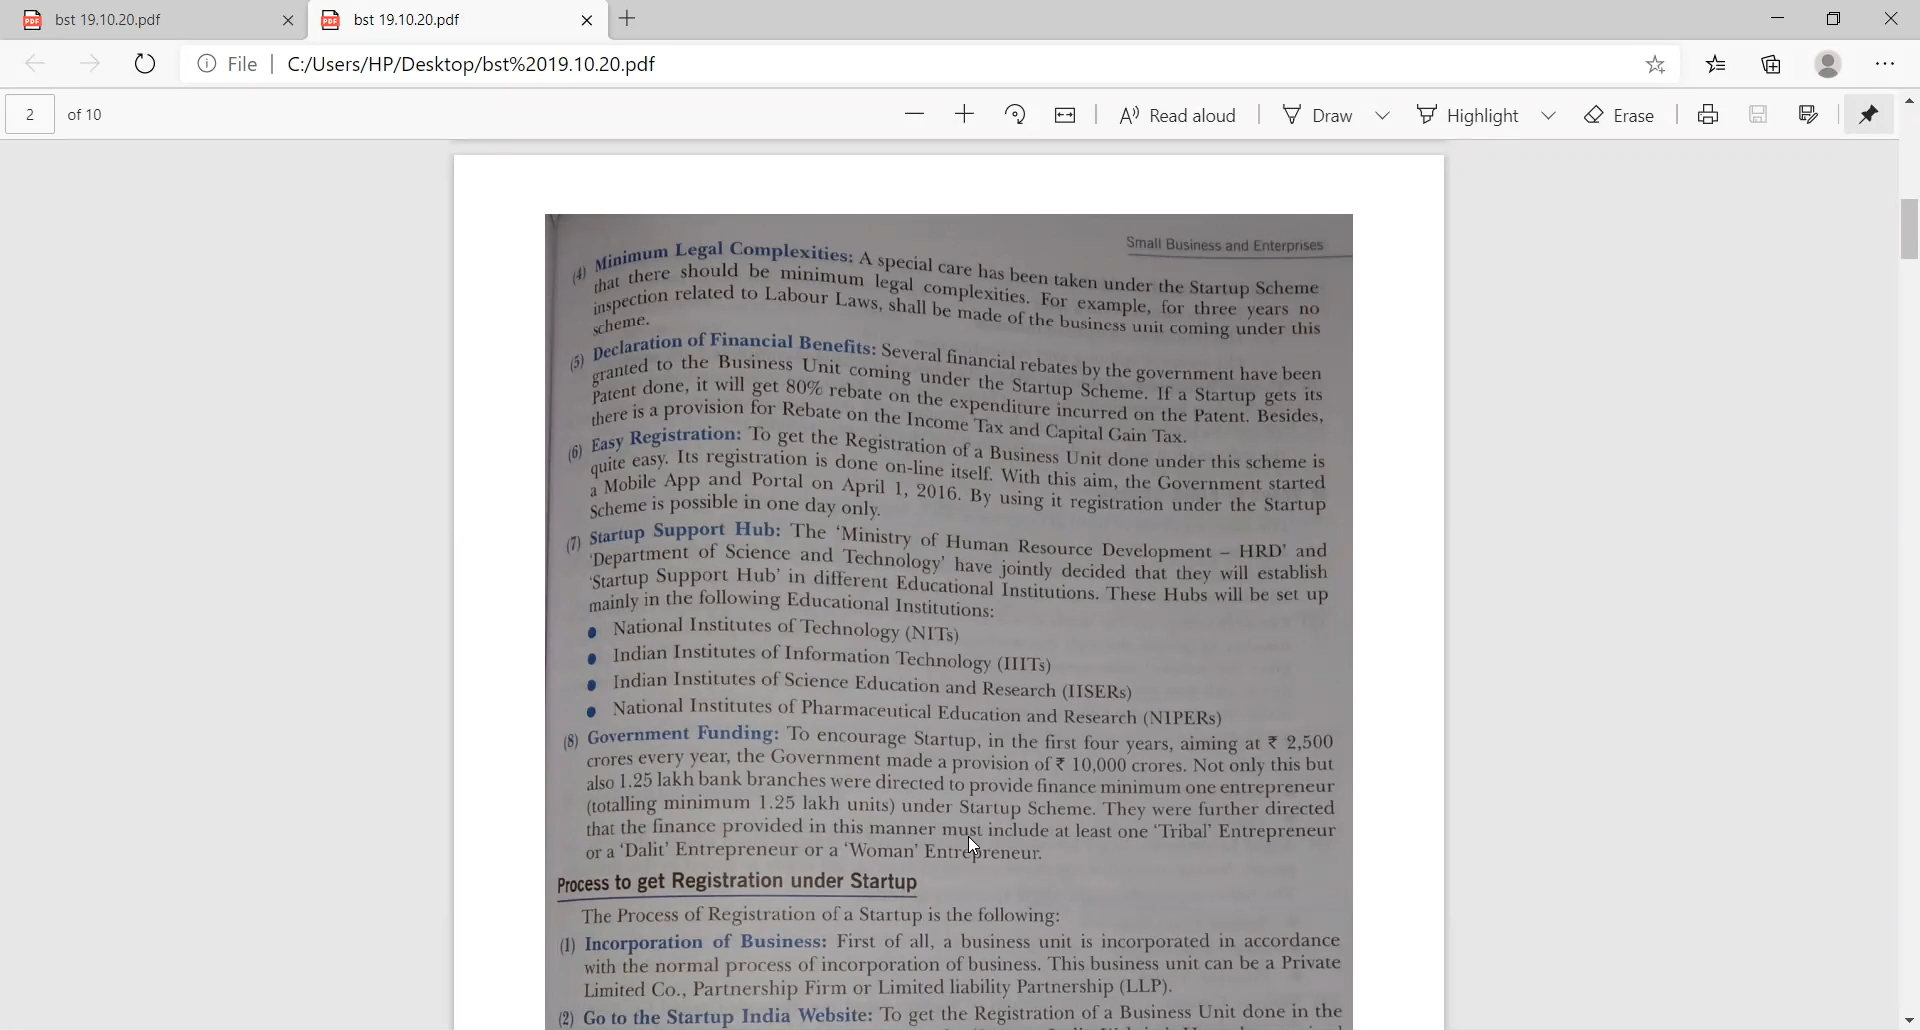 bst 19.10.20.pdf
bst 19.10.20.pdf
File
C:/Users/HP/Desktop/bst%2019.10.20.pdf
2 of 10
Read aloud
Draw
Highlight
Erase
Small Business and Enterprises
(4) Minimum Legal Complexities: A special care has been taken under the Startup Scheme
that there should be minimum legal complexities. For example, for three years no
inspection related to Labour Laws, shall be made of the business unit coming under this
scheme.
(5) Declaration of Financial Benefits: Several financial rebates by the government have been
granted to the Business Unit coming under the Startup Scheme. If a Startup gets its
Patent done, it will get 80% rebate on the expenditure incurred on the Patent. Besides,
there is a provision for Rebate on the Income Tax and Capital Gain Tax.
(6) Easy Registration: To get the Registration of a Business Unit done under this scheme is
quite easy. Its registration is done on-line itself. With this aim, the Government started
a Mobile App and Portal on April 1, 2016. By using it registration under the Startup
Scheme is possible in one day only.
(7) Startup Support Hub: The ‘Ministry of Human Resource Development – HRD’ and
‘Department of Science and Technology’ have jointly decided that they will establish
‘Startup Support Hub’ in different Educational Institutions. These Hubs will be set up
mainly in the following Educational Institutions:
● National Institutes of Technology (NITs)
● Indian Institutes of Information Technology (IIITs)
● Indian Institutes of Science Education and Research (IISERs)
● National Institutes of Pharmaceutical Education and Research (NIPERs)
(8) Government Funding: To encourage Startup, in the first four years, aiming at ₹ 2,500
crores every year, the Government made a provision of ₹ 10,000 crores. Not only this but
also 1.25 lakh bank branches were directed to provide finance minimum one entrepreneur
(totalling minimum 1.25 lakh units) under Startup Scheme. They were further directed
that the finance provided in this manner must include at least one ‘Tribal’ Entrepreneur
or a ‘Dalit’ Entrepreneur or a ‘Woman’ Entrepreneur.
Process to get Registration under Startup
The Process of Registration of a Startup is the following:
(1) Incorporation of Business: First of all, a business unit is incorporated in accordance
with the normal process of incorporation of business. This business unit can be a Private
Limited Co., Partnership Firm or Limited liability Partnership (LLP).
(2) Go to the Startup India Website: To get the Registration of a Business Unit done in the